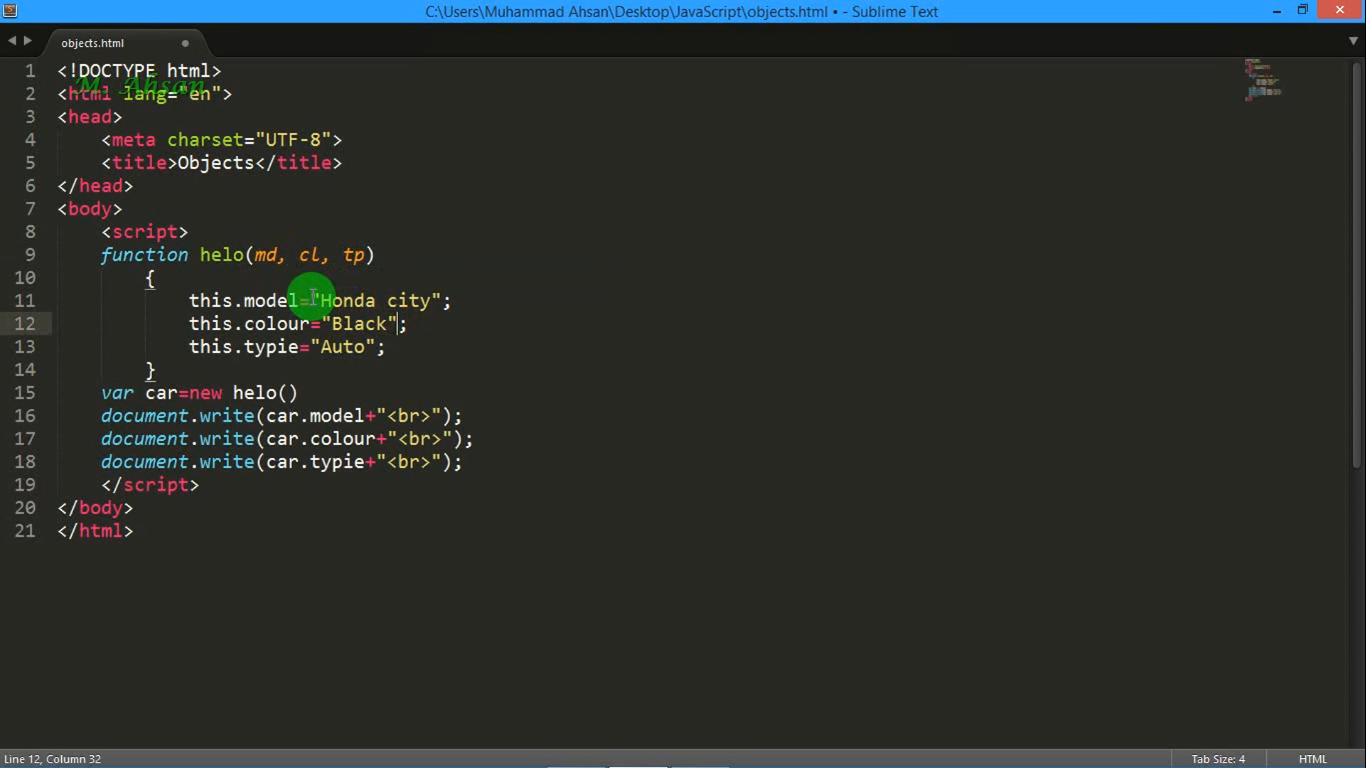 C:\Users\Muhammad Ahsan\Desktop\JavaScript\objects.html • - Sublime Text
objects.html
M. Ahsan
1 <!DOCTYPE html>
2 <html lang="en">
3 <head>
4     <meta charset="UTF-8">
5     <title>Objects</title>
6 </head>
7 <body>
8     <script>
9     function helo(md, cl, tp)
10         {
11             this.model="Honda city";
12             this.colour="Black";
13             this.typie="Auto";
14         }
15     var car=new helo()
16     document.write(car.model+"<br>");
17     document.write(car.colour+"<br>");
18     document.write(car.typie+"<br>");
19     </script>
20 </body>
21 </html>
Line 12, Column 32 Tab Size: 4 HTML